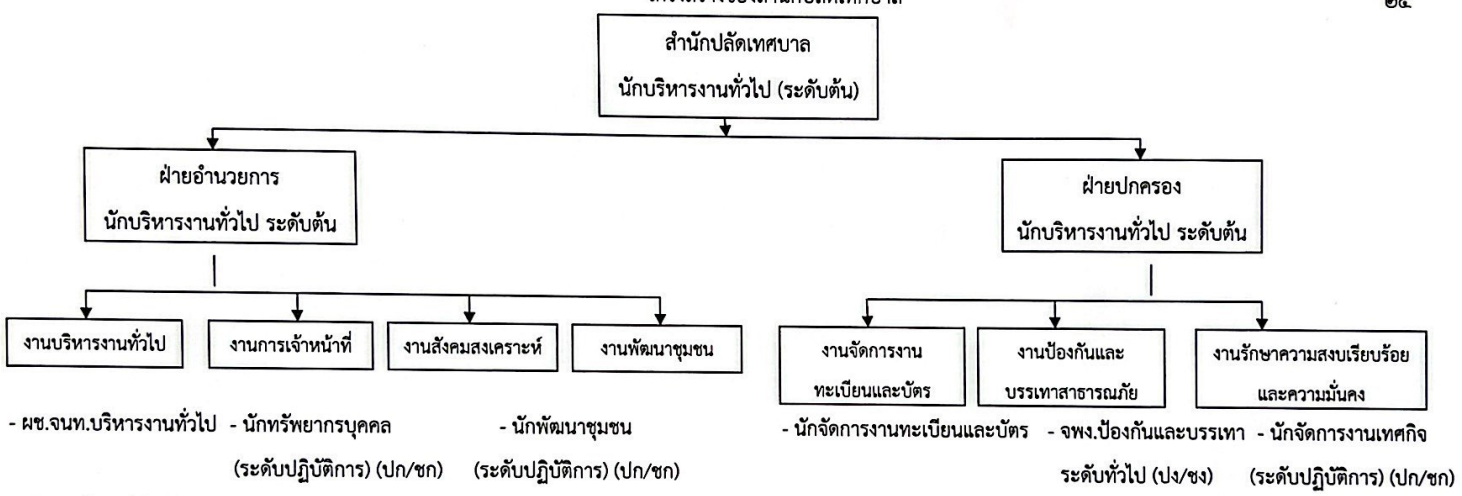 ๒๕
สำนักปลัดเทศบาล
นักบริหารงานทั่วไป (ระดับต้น)
ฝ่ายอำนวยการ
นักบริหารงานทั่วไป ระดับต้น
ฝ่ายปกครอง
นักบริหารงานทั่วไป ระดับต้น
งานบริหารงานทั่วไป
งานการเจ้าหน้าที่
งานสังคมสงเคราะห์
งานพัฒนาชุมชน
งานจัดการงาน
ทะเบียนและบัตร
งานป้องกันและ
บรรเทาสาธารณภัย
งานรักษาความสงบเรียบร้อย
และความมั่นคง
- ผช.จนท.บริหารงานทั่วไป
- นักทรัพยากรบุคคล
(ระดับปฏิบัติการ) (ปก/ชก)
- นักพัฒนาชุมชน
(ระดับปฏิบัติการ) (ปก/ชก)
- นักจัดการงานทะเบียนและบัตร
- จพง.ป้องกันและบรรเทา
ระดับทั่วไป (ปง/ชง)
- นักจัดการงานเทศกิจ
(ระดับปฏิบัติการ) (ปก/ชก)